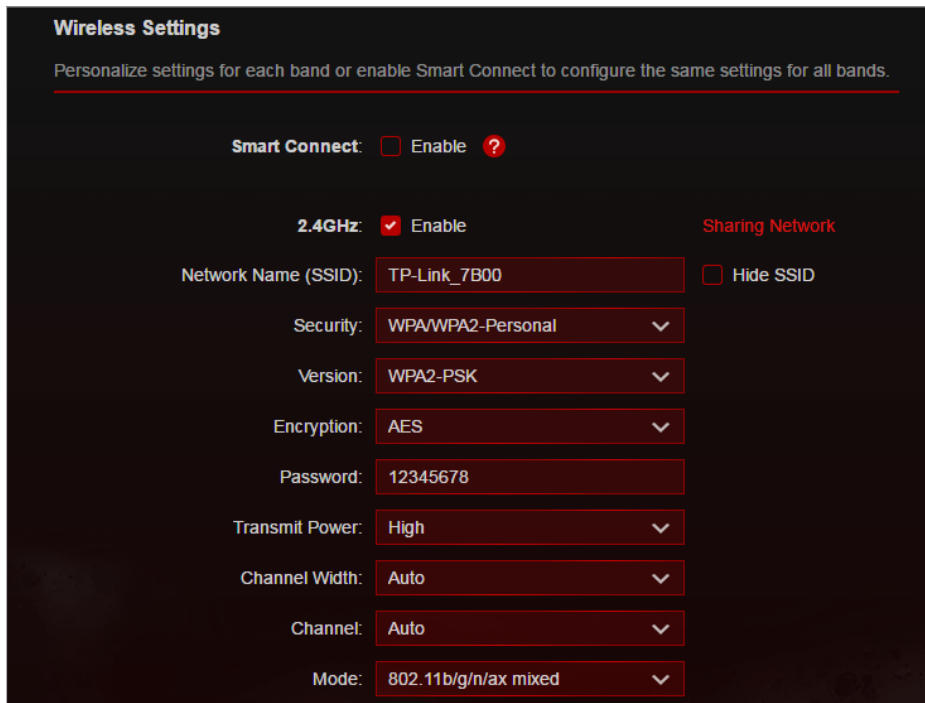 Wireless Settings
Personalize settings for each band or enable Smart Connect to configure the same settings for all bands.
Smart Connect: Enable ?
2.4GHz: Enable Sharing Network
Network Name (SSID): TP-Link_7B00 Hide SSID
Security: WPA/WPA2-Personal
Version: WPA2-PSK
Encryption: AES
Password: 12345678
Transmit Power: High
Channel Width: Auto
Channel: Auto
Mode: 802.11b/g/n/ax mixed